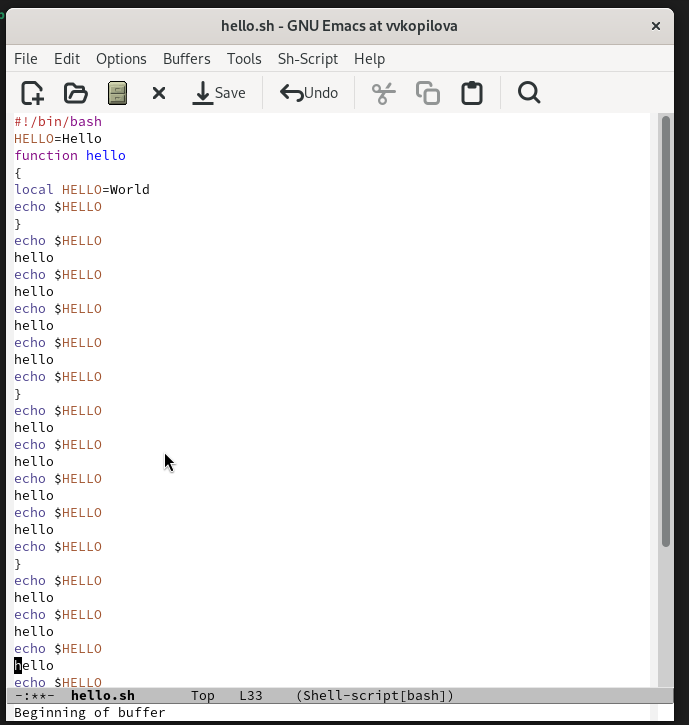 hello.sh - GNU Emacs at vvkopilova
File Edit Options Buffers Tools Sh-Script Help
Save Undo
#!/bin/bash
HELLO=Hello
function hello
{
local HELLO=World
echo $HELLO
}
echo $HELLO
hello
echo $HELLO
hello
echo $HELLO
hello
echo $HELLO
hello
echo $HELLO
}
echo $HELLO
hello
echo $HELLO
hello
echo $HELLO
hello
echo $HELLO
hello
echo $HELLO
}
echo $HELLO
hello
echo $HELLO
hello
echo $HELLO
hello
echo $HELLO
-:**- hello.sh Top L33 (Shell-script[bash])
Beginning of buffer